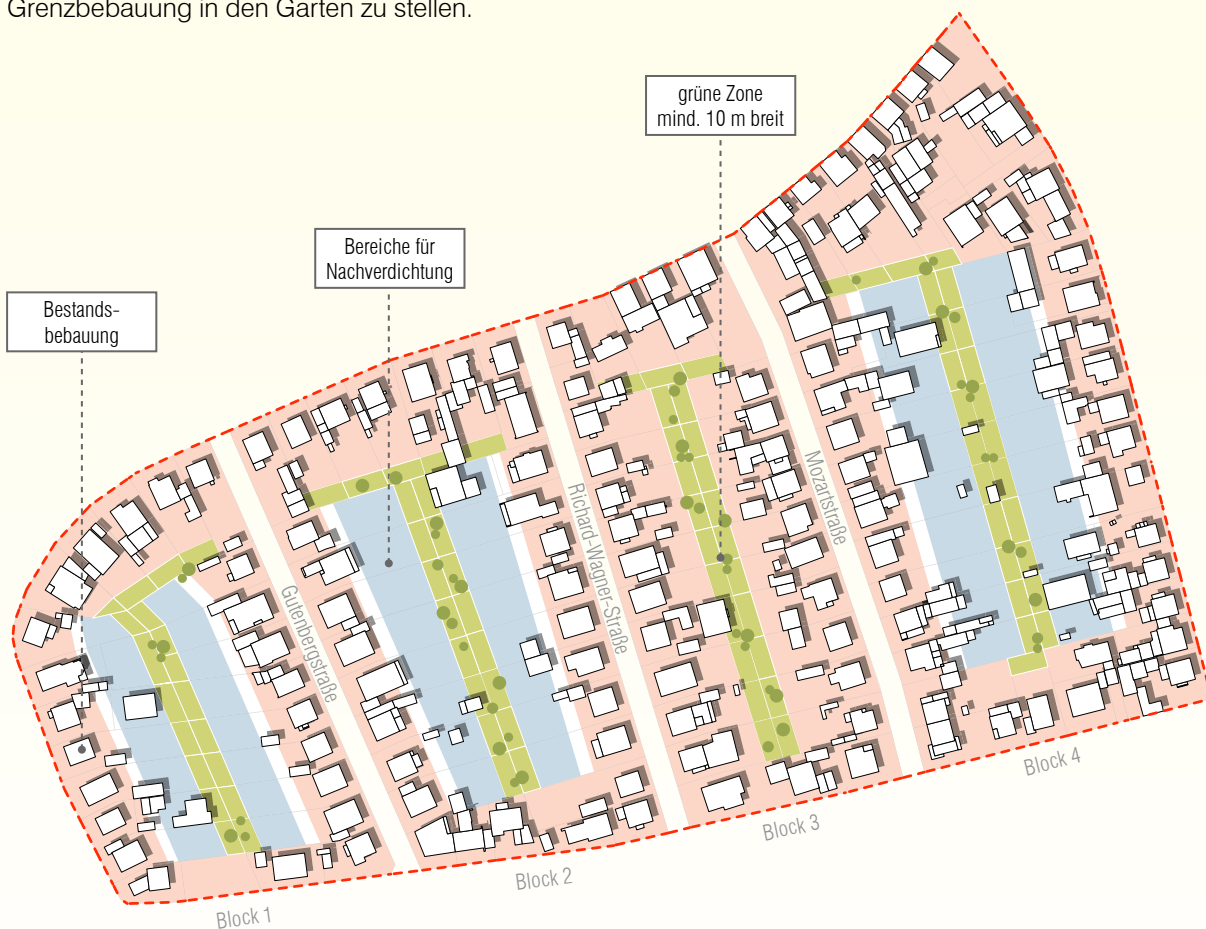 Grenzbebauung in den Garten zu stellen.
grüne Zone
mind. 10 m breit
Bereiche für
Nachverdichtung
Bestands-
bebauung
Gutenbergstraße
Richard-Wagner-Straße
Mozartstraße
Block 1
Block 2
Block 3
Block 4